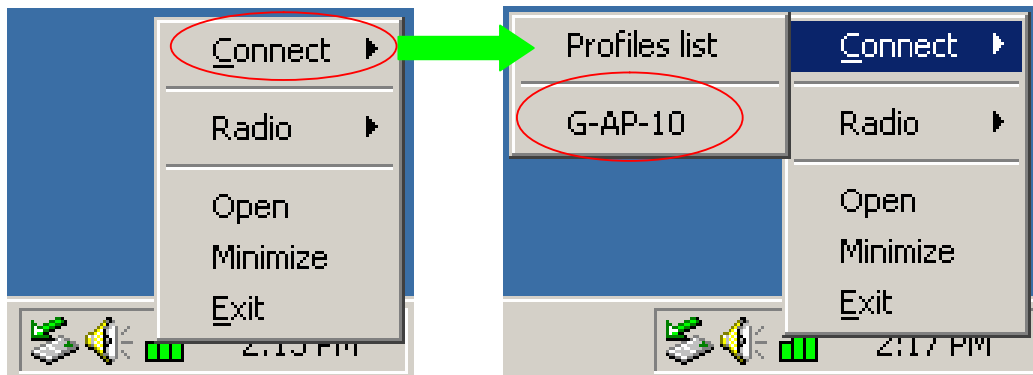 Connect
Radio
Open
Minimize
Exit
Profiles list
G-AP-10
Connect
Radio
Open
Minimize
Exit
2:17 PM